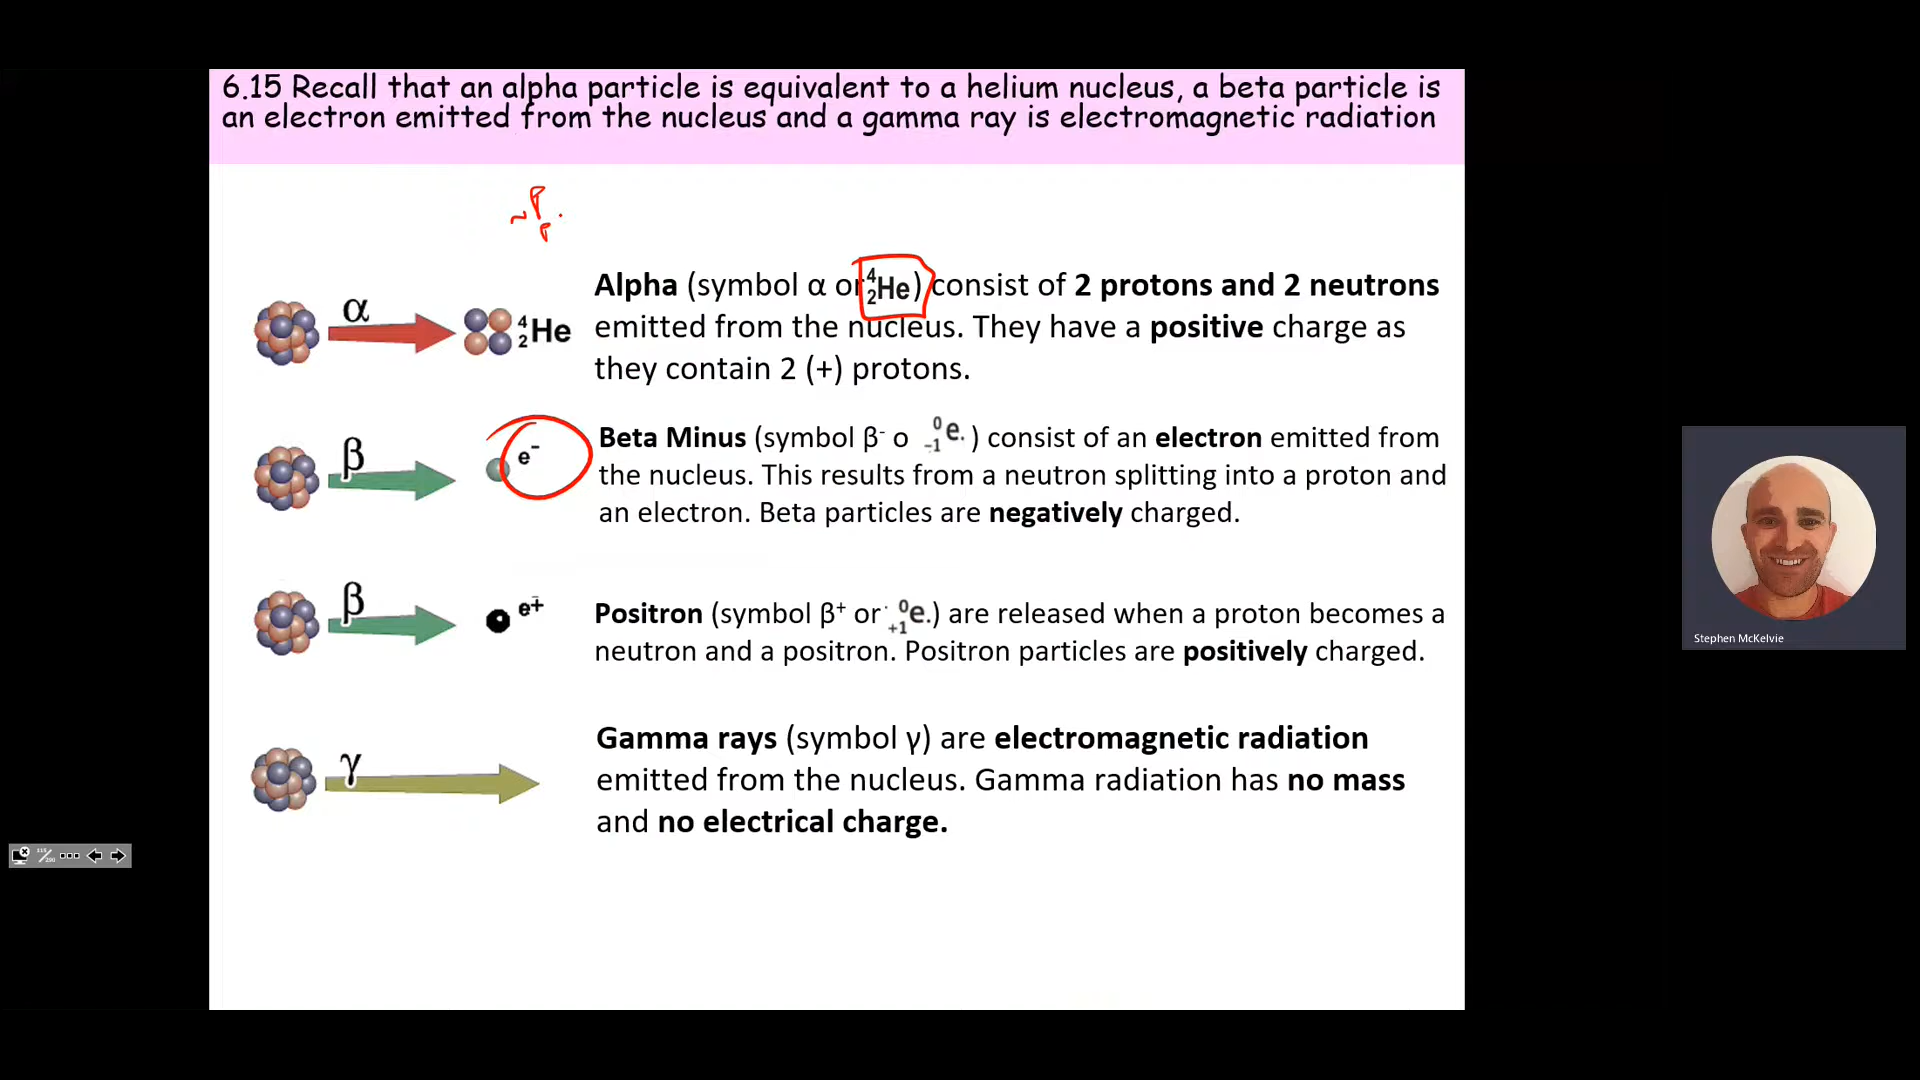 6.15 Recall that an alpha particle is equivalent to a helium nucleus, a beta particle is
an electron emitted from the nucleus and a gamma ray is electromagnetic radiation
α
⁴₂He
Alpha (symbol α or ⁴₂He) consist of 2 protons and 2 neutrons
emitted from the nucleus. They have a positive charge as
they contain 2 (+) protons.
β
e⁻
Beta Minus (symbol β⁻ o ⁰₋₁e. ) consist of an electron emitted from
the nucleus. This results from a neutron splitting into a proton and
an electron. Beta particles are negatively charged.
β
e⁺
Positron (symbol β⁺ or ⁰₊₁e.) are released when a proton becomes a
neutron and a positron. Positron particles are positively charged.
γ
Gamma rays (symbol γ) are electromagnetic radiation
emitted from the nucleus. Gamma radiation has no mass
and no electrical charge.
Stephen McKelvie